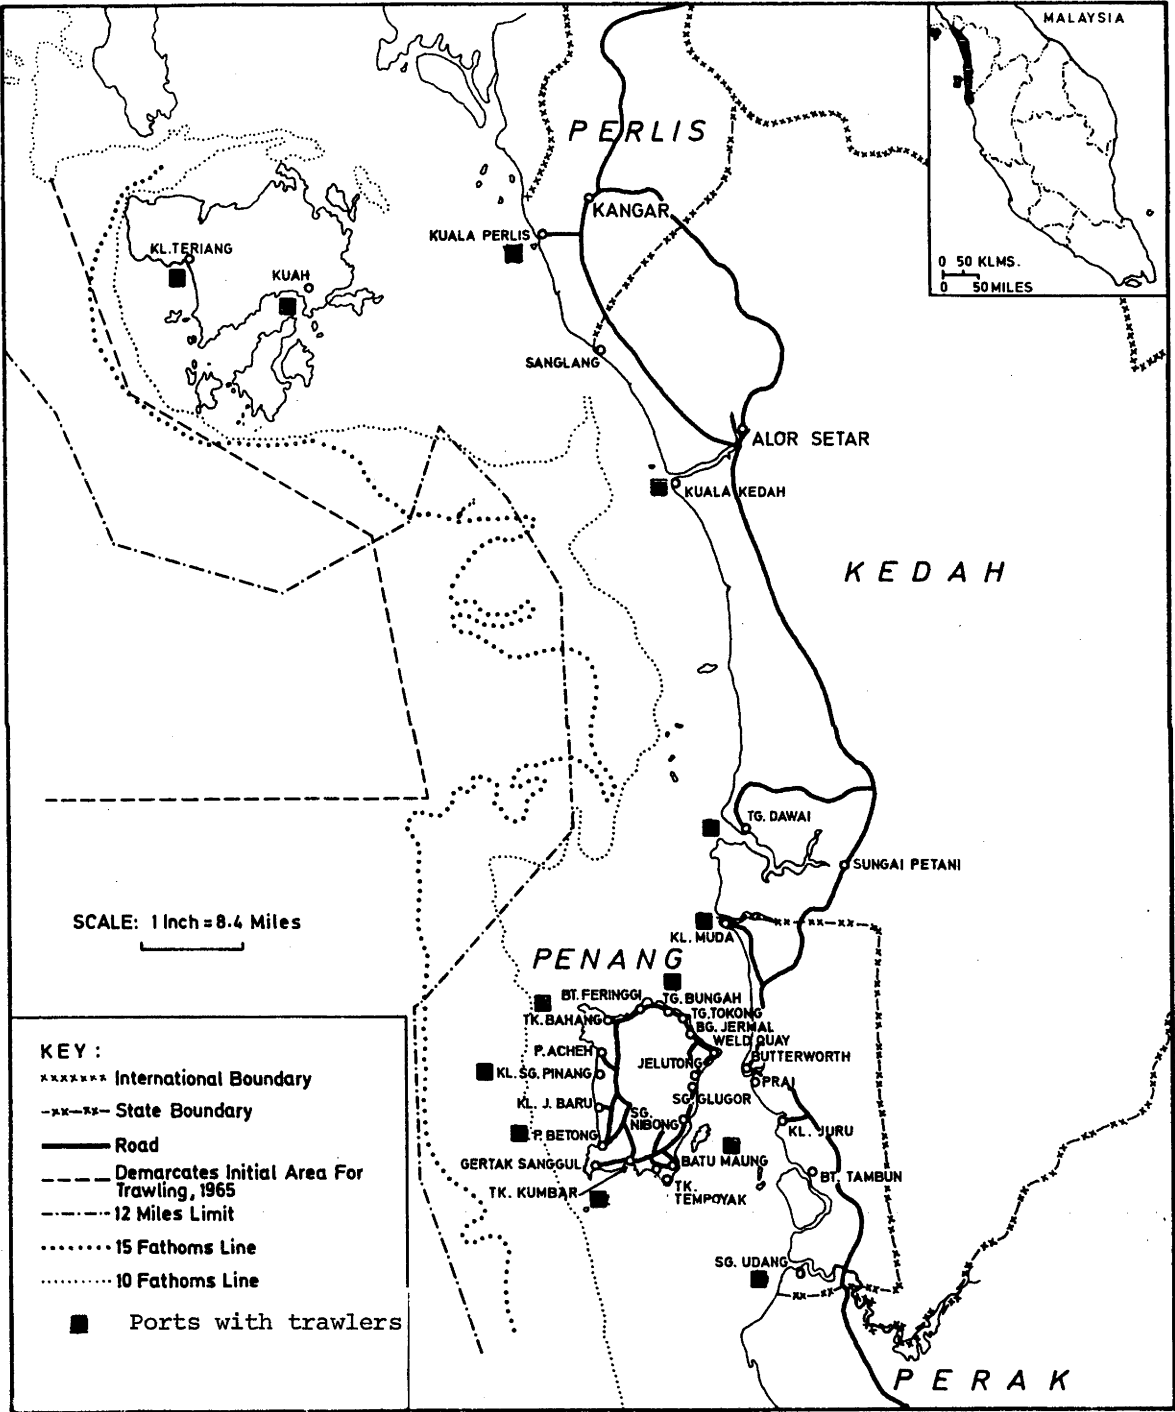 MALAYSIA
0 50 KLMS.
0 50 MILES
PERLIS
KANGAR
KUALA PERLIS
KL. TERIANG
KUAH
SANGLANG
ALOR SETAR
KUALA KEDAH
KEDAH
TG. DAWAI
SUNGAI PETANI
SCALE: 1 Inch = 8.4 Miles
KL. MUDA
PENANG
BT. FERINGGI
TG. BUNGAH
TK. BAHANG
TG. TOKONG
BG. JERMAL
WELD QUAY
P. ACHEH
JELUTONG
BUTTERWORTH
KL. SG. PINANG
PRAI
SG. GLUGOR
KL. J. BARU
SG.
NIBONG
KL. JURU
P. BETONG
GERTAK SANGGUL
BATU MAUNG
BT. TAMBUN
TK. KUMBAR
TK.
TEMPOYAK
SG. UDANG
PERAK
KEY :
International Boundary
State Boundary
Road
Demarcates Initial Area For
Trawling, 1965
12 Miles Limit
15 Fathoms Line
10 Fathoms Line
Ports with trawlers